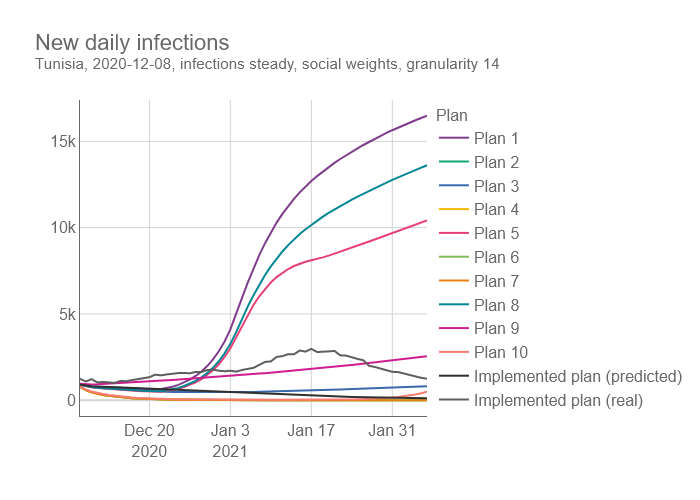 New daily infections
Tunisia, 2020-12-08, infections steady, social weights, granularity 14
15k
10k
5k
0
Dec 20
2020
Jan 3
2021
Jan 17
Jan 31
Plan
Plan 1
Plan 2
Plan 3
Plan 4
Plan 5
Plan 6
Plan 7
Plan 8
Plan 9
Plan 10
Implemented plan (predicted)
Implemented plan (real)